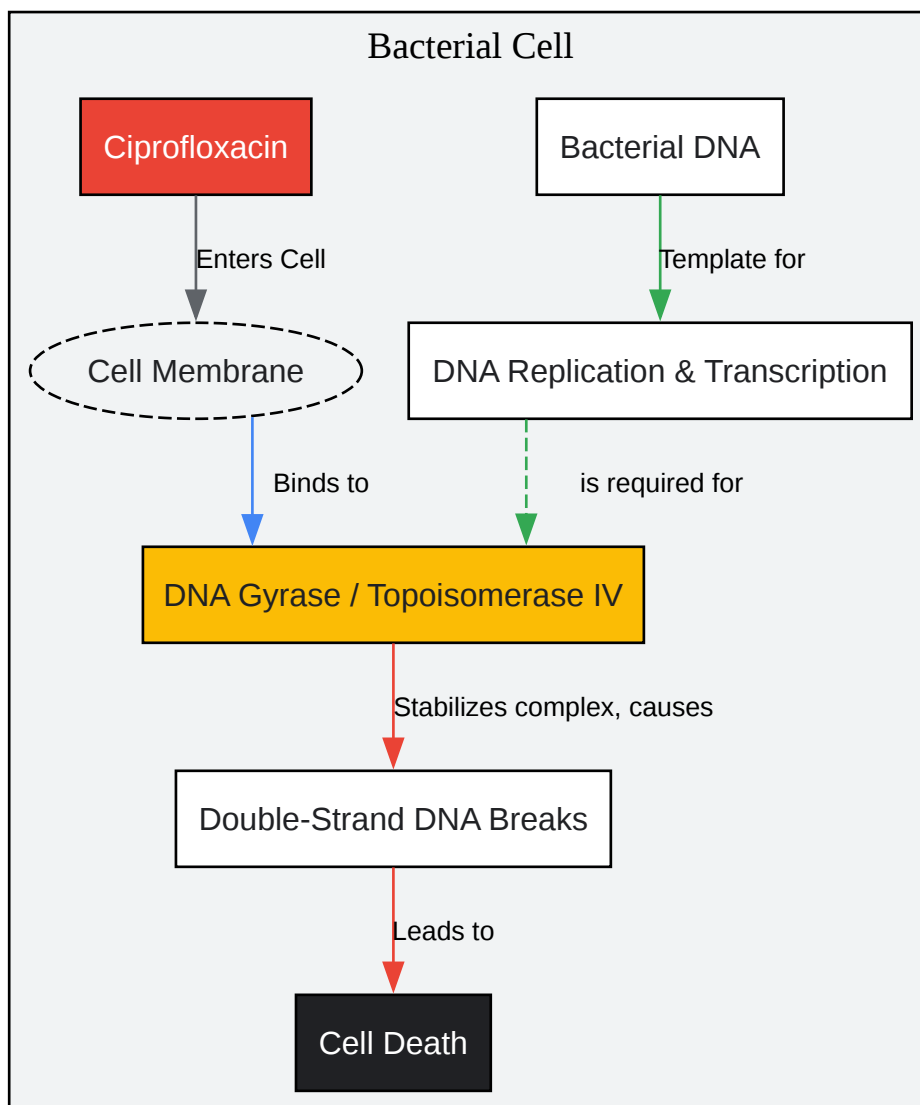 Bacterial Cell
Ciprofloxacin
Bacterial DNA
Enters Cell
Template for
Cell Membrane
DNA Replication & Transcription
Binds to
is required for
DNA Gyrase / Topoisomerase IV
Stabilizes complex, causes
Double-Strand DNA Breaks
Leads to
Cell Death